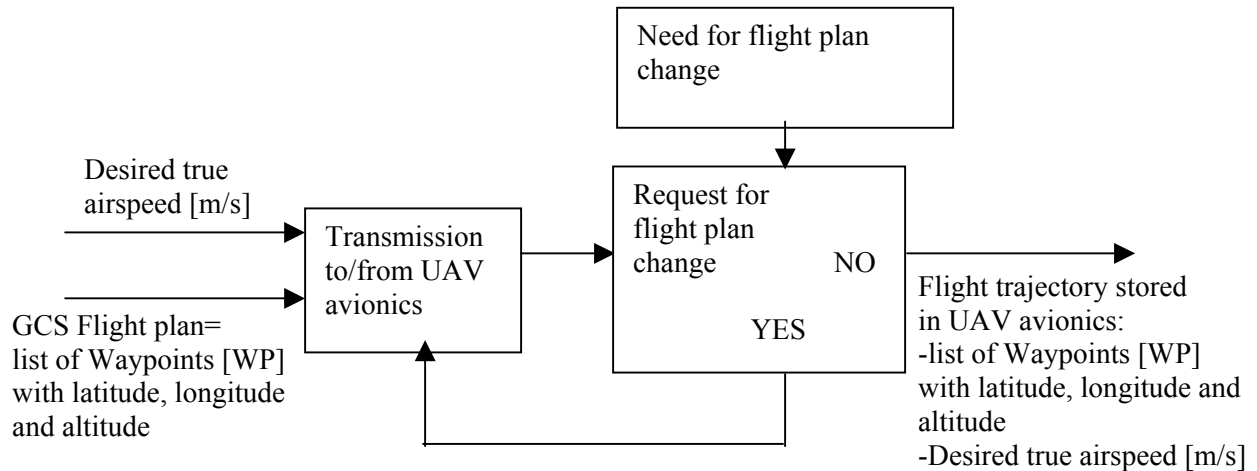 Need for flight plan
change
Desired true
airspeed [m/s]
Transmission
to/from UAV
avionics
Request for
flight plan
change
NO
YES
GCS Flight plan=
list of Waypoints [WP]
with latitude, longitude
and altitude
Flight trajectory stored
in UAV avionics:
-list of Waypoints [WP]
with latitude, longitude and
altitude
-Desired true airspeed [m/s]